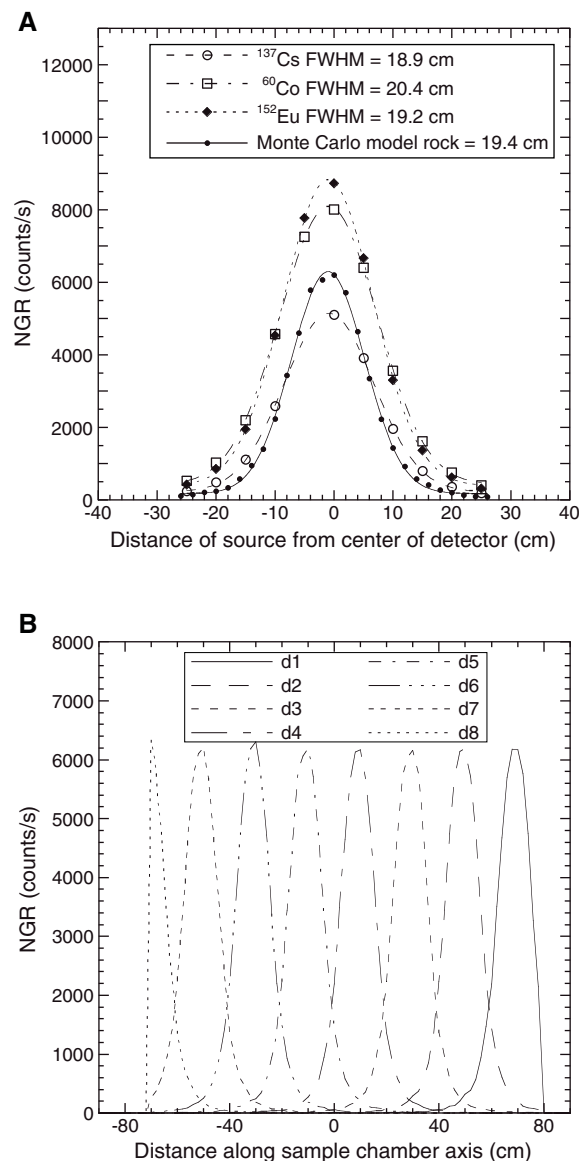 A
¹³⁷Cs FWHM = 18.9 cm
⁶⁰Co FWHM = 20.4 cm
¹⁵²Eu FWHM = 19.2 cm
Monte Carlo model rock = 19.4 cm
12000
10000
8000
6000
4000
2000
0
NGR (counts/s)
-40 -30 -20 -10 0 10 20 30 40
Distance of source from center of detector (cm)
B
d1 d5
d2 d6
d3 d7
d4 d8
8000
7000
6000
5000
4000
3000
2000
1000
0
NGR (counts/s)
-80 -40 0 40 80
Distance along sample chamber axis (cm)